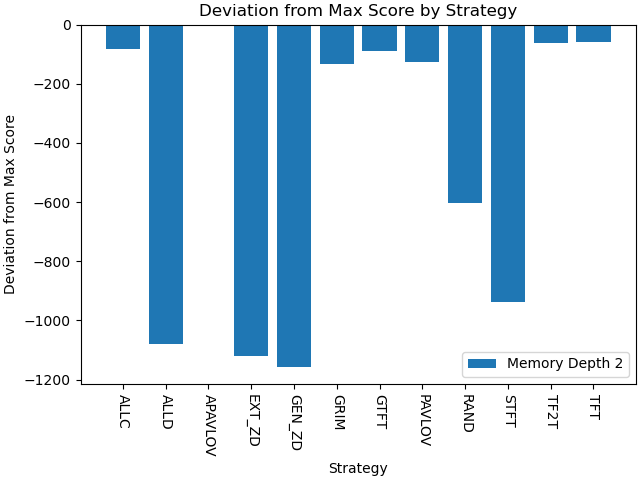 Deviation from Max Score by Strategy
Deviation from Max Score
0
−200
−400
−600
−800
−1000
−1200
Memory Depth 2
ALLC
ALLD
APAVLOV
EXT_ZD
GEN_ZD
GRIM
GTFT
PAVLOV
RAND
STFT
TF2T
TFT
Strategy